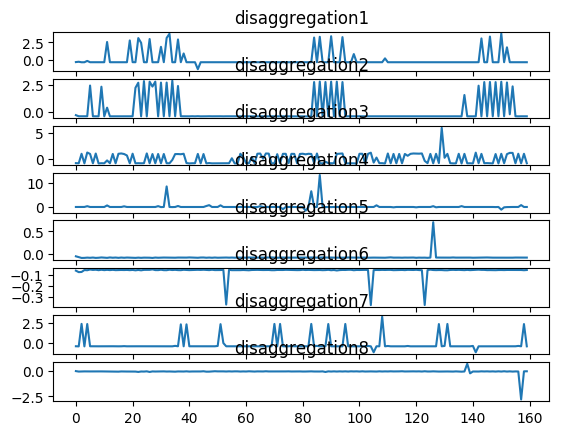 disaggregation1
2.5
0.0
disaggregation2
2.5
0.0
disaggregation3
5
0
disaggregation4
10
0
disaggregation5
0.5
0.0
disaggregation6
−0.1
−0.2
−0.3
disaggregation7
2.5
0.0
disaggregation8
0.0
−2.5
0 20 40 60 80 100 120 140 160